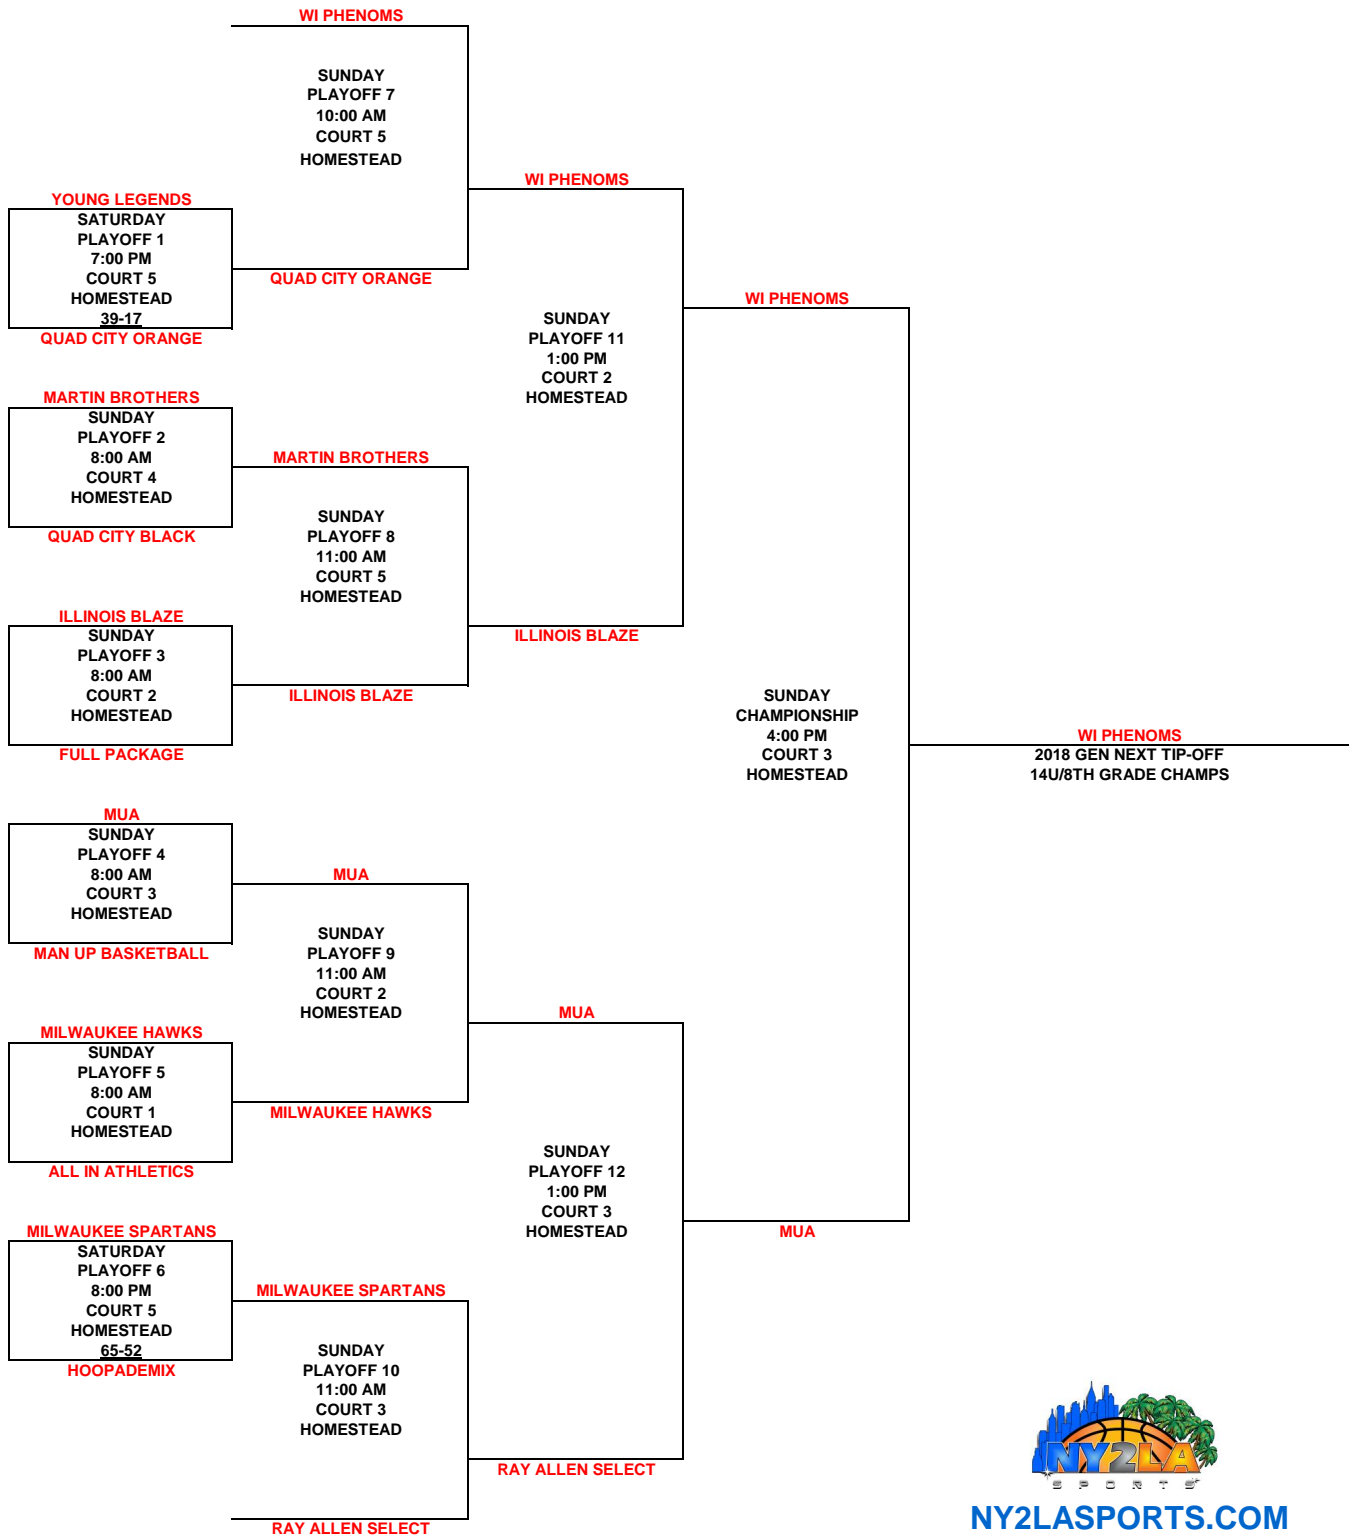 WI PHENOMS
SUNDAY
PLAYOFF 7
10:00 AM
COURT 5
HOMESTEAD
WI PHENOMS
YOUNG LEGENDS
SATURDAY
PLAYOFF 1
7:00 PM
COURT 5
HOMESTEAD
39-17
QUAD CITY ORANGE
QUAD CITY ORANGE
WI PHENOMS
SUNDAY
PLAYOFF 11
1:00 PM
COURT 2
HOMESTEAD
MARTIN BROTHERS
SUNDAY
PLAYOFF 2
8:00 AM
COURT 4
HOMESTEAD
QUAD CITY BLACK
MARTIN BROTHERS
SUNDAY
PLAYOFF 8
11:00 AM
COURT 5
HOMESTEAD
ILLINOIS BLAZE
SUNDAY
PLAYOFF 3
8:00 AM
COURT 2
HOMESTEAD
FULL PACKAGE
ILLINOIS BLAZE
ILLINOIS BLAZE
SUNDAY
CHAMPIONSHIP
4:00 PM
COURT 3
HOMESTEAD
WI PHENOMS
2018 GEN NEXT TIP-OFF
14U/8TH GRADE CHAMPS
MUA
SUNDAY
PLAYOFF 4
8:00 AM
COURT 3
HOMESTEAD
MAN UP BASKETBALL
MUA
SUNDAY
PLAYOFF 9
11:00 AM
COURT 2
HOMESTEAD
MUA
MILWAUKEE HAWKS
SUNDAY
PLAYOFF 5
8:00 AM
COURT 1
HOMESTEAD
ALL IN ATHLETICS
MILWAUKEE HAWKS
SUNDAY
PLAYOFF 12
1:00 PM
COURT 3
HOMESTEAD
MUA
MILWAUKEE SPARTANS
SATURDAY
PLAYOFF 6
8:00 PM
COURT 5
HOMESTEAD
65-52
HOOPADEMIX
MILWAUKEE SPARTANS
SUNDAY
PLAYOFF 10
11:00 AM
COURT 3
HOMESTEAD
RAY ALLEN SELECT
RAY ALLEN SELECT
NY2LA
SPORTS
NY2LASPORTS.COM